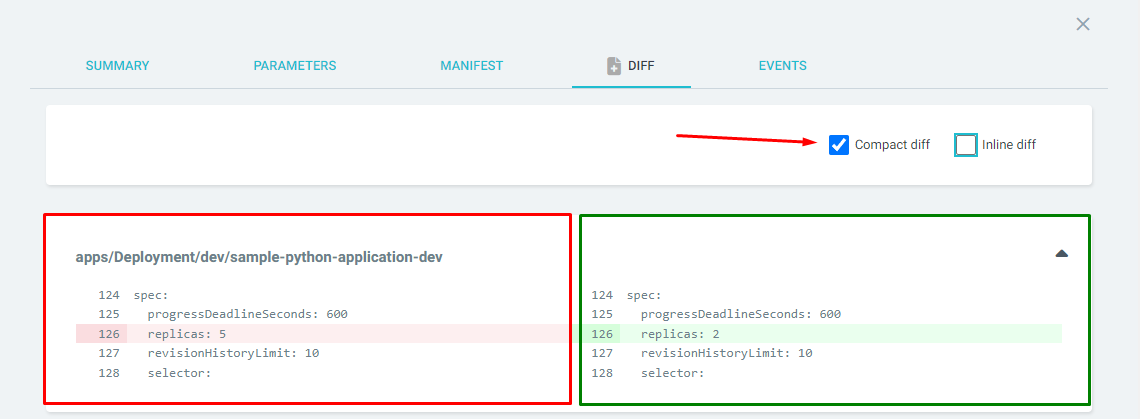 SUMMARY PARAMETERS MANIFEST DIFF EVENTS
Compact diff Inline diff
apps/Deployment/dev/sample-python-application-dev
124 spec: 124 spec:
125 progressDeadlineSeconds: 600 125 progressDeadlineSeconds: 600
126 replicas: 5 126 replicas: 2
127 revisionHistoryLimit: 10 127 revisionHistoryLimit: 10
128 selector: 128 selector: